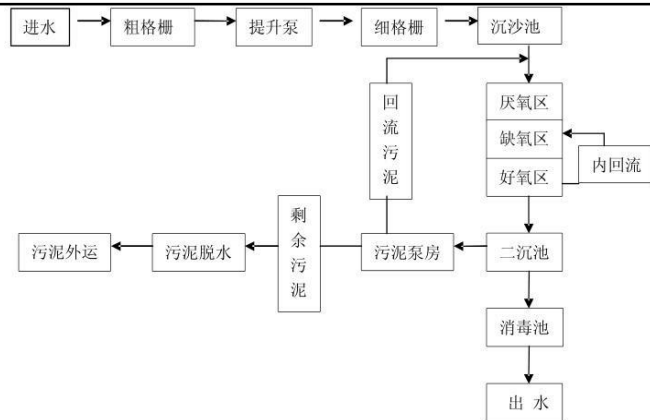 进水
粗格栅
提升泵
细格栅
沉沙池
回流污泥
厌氧区
缺氧区
内回流
好氧区
剩余污泥
污泥外运
污泥脱水
污泥泵房
二沉池
消毒池
出 水